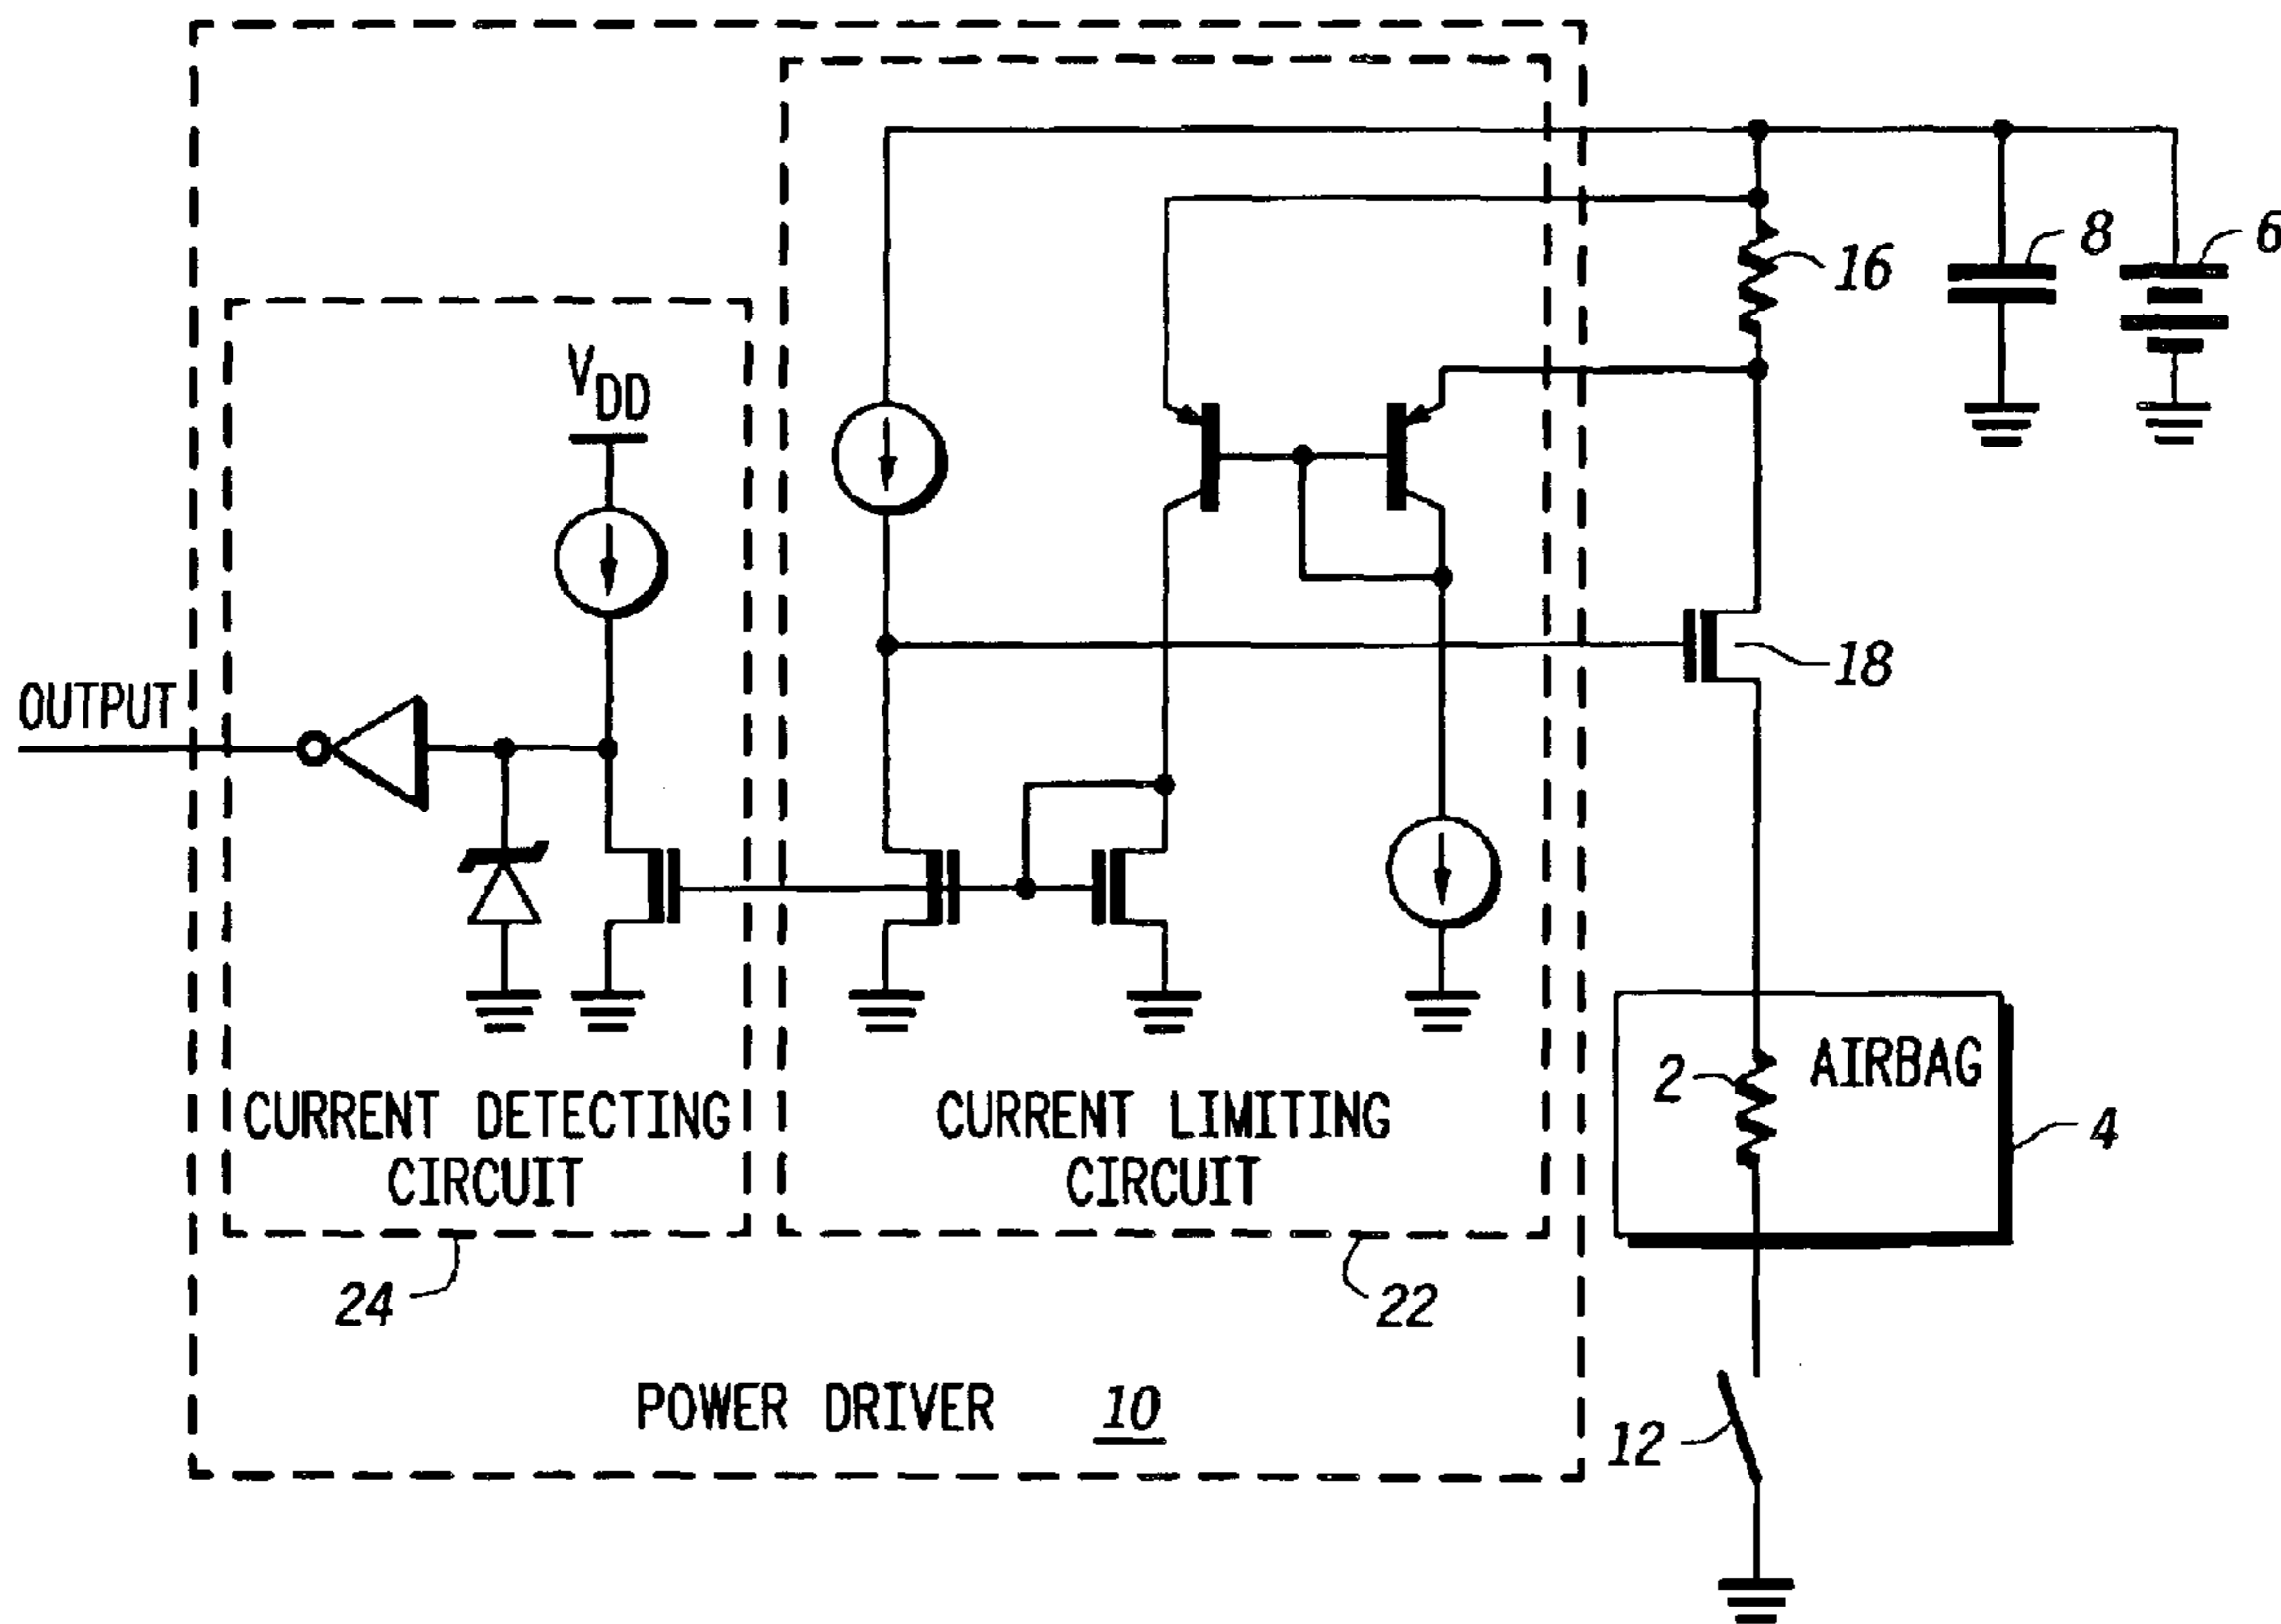 8
6
16
V_DD
18
OUTPUT
2
AIRBAG
4
CURRENT DETECTING
CIRCUIT
CURRENT LIMITING
CIRCUIT
24
22
POWER DRIVER 10
12